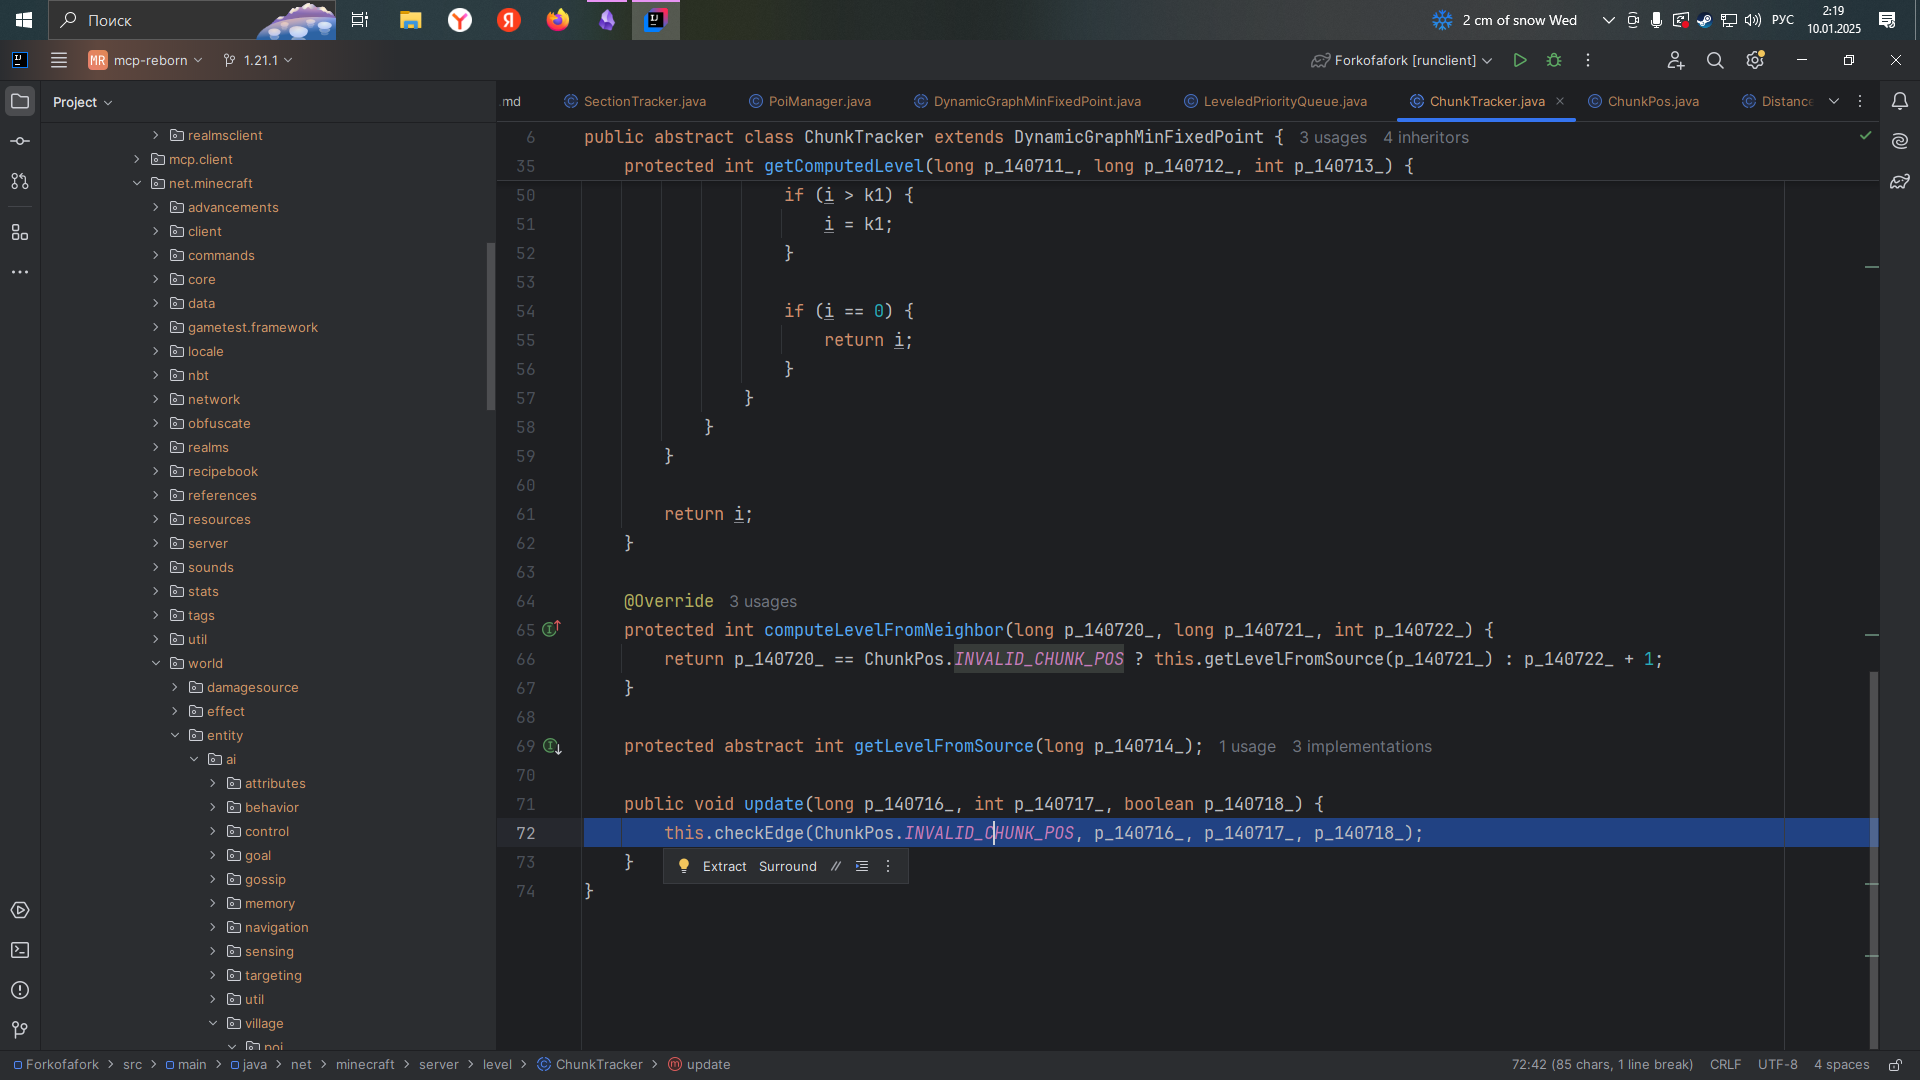 Поиск
2 cm of snow Wed
РУС
2:19
10.01.2025
MR mcp-reborn
1.21.1
Forkofafork [runclient]
Project
.md
SectionTracker.java
PoiManager.java
DynamicGraphMinFixedPoint.java
LeveledPriorityQueue.java
ChunkTracker.java
ChunkPos.java
Distance
realmsclient
mcp.client
net.minecraft
advancements
client
commands
core
data
gametest.framework
locale
nbt
network
obfuscate
realms
recipebook
references
resources
server
sounds
stats
tags
util
world
damagesource
effect
entity
ai
attributes
behavior
control
goal
gossip
memory
navigation
sensing
targeting
util
village
poi
6 public abstract class ChunkTracker extends DynamicGraphMinFixedPoint { 3 usages 4 inheritors
35 protected int getComputedLevel(long p_140711_, long p_140712_, int p_140713_) {
50 if (i > k1) {
51 i = k1;
52 }
53
54 if (i == 0) {
55 return i;
56 }
57 }
58 }
59 }
60
61 return i;
62 }
63
64 @Override 3 usages
65 protected int computeLevelFromNeighbor(long p_140720_, long p_140721_, int p_140722_) {
66 return p_140720_ == ChunkPos.INVALID_CHUNK_POS ? this.getLevelFromSource(p_140721_) : p_140722_ + 1;
67 }
68
69 protected abstract int getLevelFromSource(long p_140714_); 1 usage 3 implementations
70
71 public void update(long p_140716_, int p_140717_, boolean p_140718_) {
72 this.checkEdge(ChunkPos.INVALID_CHUNK_POS, p_140716_, p_140717_, p_140718_);
73 }
Extract Surround //
74 }
Forkofafork > src > main > java > net > minecraft > server > level > ChunkTracker > update
72:42 (85 chars, 1 line break) CRLF UTF-8 4 spaces